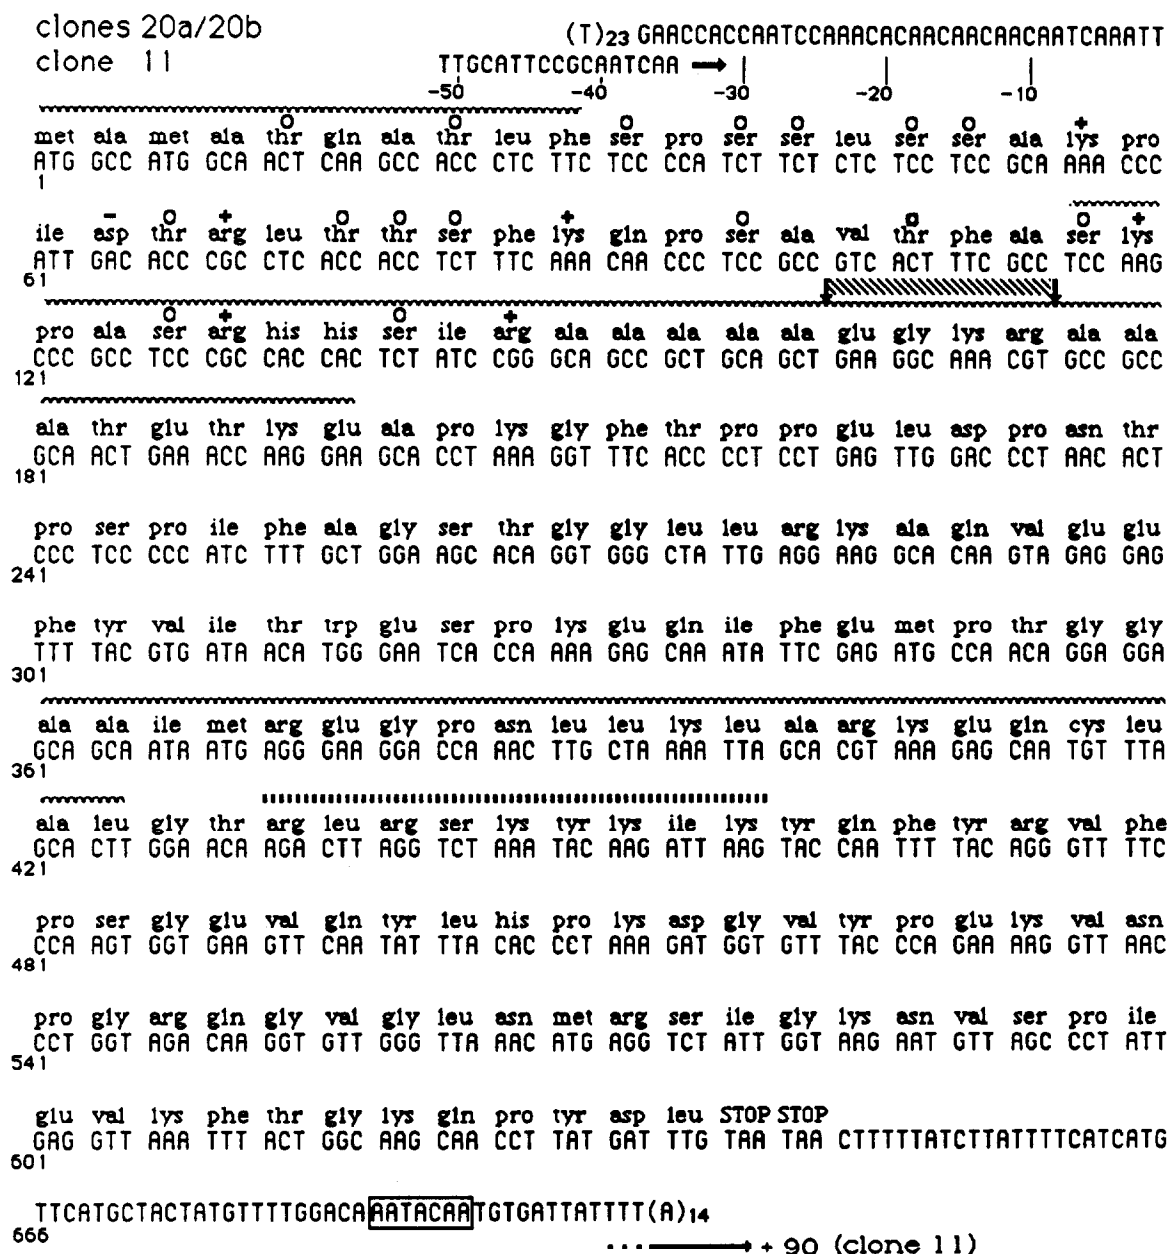 clones 20a/20b (T)23 GAACCACCAATCCAAACACAACAACAACAATCAAATT
clone 11 TTGCATTCCGCAATCAA
-50 -40 -30 -20 -10
o o o o o o o +
met ala met ala thr gln ala thr leu phe ser pro ser ser leu ser ser ala lys pro
ATG GCC ATG GCA ACT CAA GCC ACC CTC TTC TCC CCA TCT TCT CTC TCC TCC GCA AAA CCC
1
- o + o o o + o o o +
ile asp thr arg leu thr thr ser phe lys gln pro ser ala val thr phe ala ser lys
ATT GAC ACC CGC CTC ACC ACC TCT TTC AAA CAA CCC TCC GCC GTC ACT TTC GCC TCC AAG
61
o + o +
pro ala ser arg his his ser ile arg ala ala ala ala ala glu gly lys arg ala ala
CCC GCC TCC CGC CAC CAC TCT ATC CGG GCA GCC GCT GCA GCT GAA GGC AAA CGT GCC GCC
121
ala thr glu thr lys glu ala pro lys gly phe thr pro pro glu leu asp pro asn thr
GCA ACT GAA ACC AAG GAA GCA CCT AAA GGT TTC ACC CCT CCT GAG TTG GAC CCT AAC ACT
181
pro ser pro ile phe ala gly ser thr gly gly leu leu arg lys ala gln val glu glu
CCC TCC CCC ATC TTT GCT GGA AGC ACA GGT GGG CTA TTG AGG AAG GCA CAA GTA GAG GAG
241
phe tyr val ile thr trp glu ser pro lys glu gln ile phe glu met pro thr gly gly
TTT TAC GTG ATA ACA TGG GAA TCA CCA AAA GAG CAA ATA TTC GAG ATG CCA ACA GGA GGA
301
ala ala ile met arg glu gly pro asn leu leu lys leu ala arg lys glu gln cys leu
GCA GCA ATA ATG AGG GAA GGA CCA AAC TTG CTA AAA TTA GCA CGT AAA GAG CAA TGT TTA
361
ala leu gly thr arg leu arg ser lys tyr lys ile lys tyr gln phe tyr arg val phe
GCA CTT GGA ACA AGA CTT AGG TCT AAA TAC AAG ATT AAG TAC CAA TTT TAC AGG GTT TTC
421
pro ser gly glu val gln tyr leu his pro lys asp gly val tyr pro glu lys val asn
CCA AGT GGT GAA GTT CAA TAT TTA CAC CCT AAA GAT GGT GTT TAC CCA GAA AAG GTT AAC
481
pro gly arg gln gly val gly leu asn met arg ser ile gly lys asn val ser pro ile
CCT GGT AGA CAA GGT GTT GGG TTA AAC ATG AGG TCT ATT GGT AAG AAT GTT AGC CCT ATT
541
glu val lys phe thr gly lys gln pro tyr asp leu STOP STOP
GAG GTT AAA TTT ACT GGC AAG CAA CCT TAT GAT TTG TAA TAA CTTTTTATCTTATTTTCATCATG
601
TTCATGCTACTATGTTTTGGACAAATACAATGTGATTATTTT(A)14
666
+ 90 (clone 11)